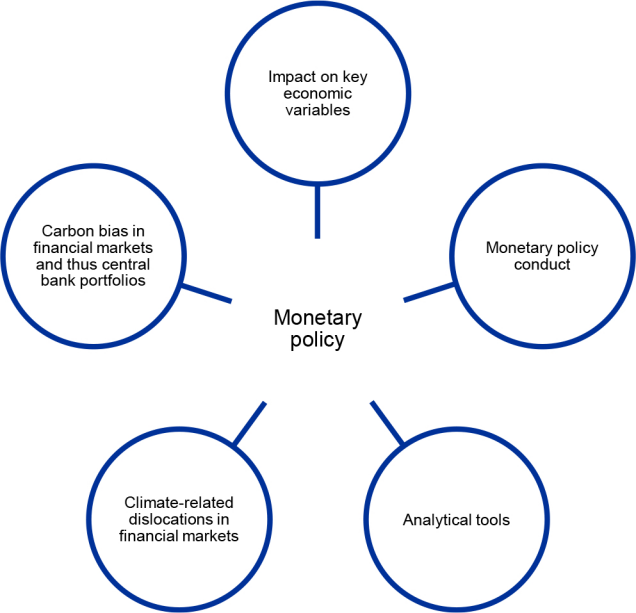 Impact on key
economic
variables
Carbon bias in
financial markets
and thus central
bank portfolios
Monetary policy
conduct
Monetary
policy
Climate-related
dislocations in
financial markets
Analytical tools